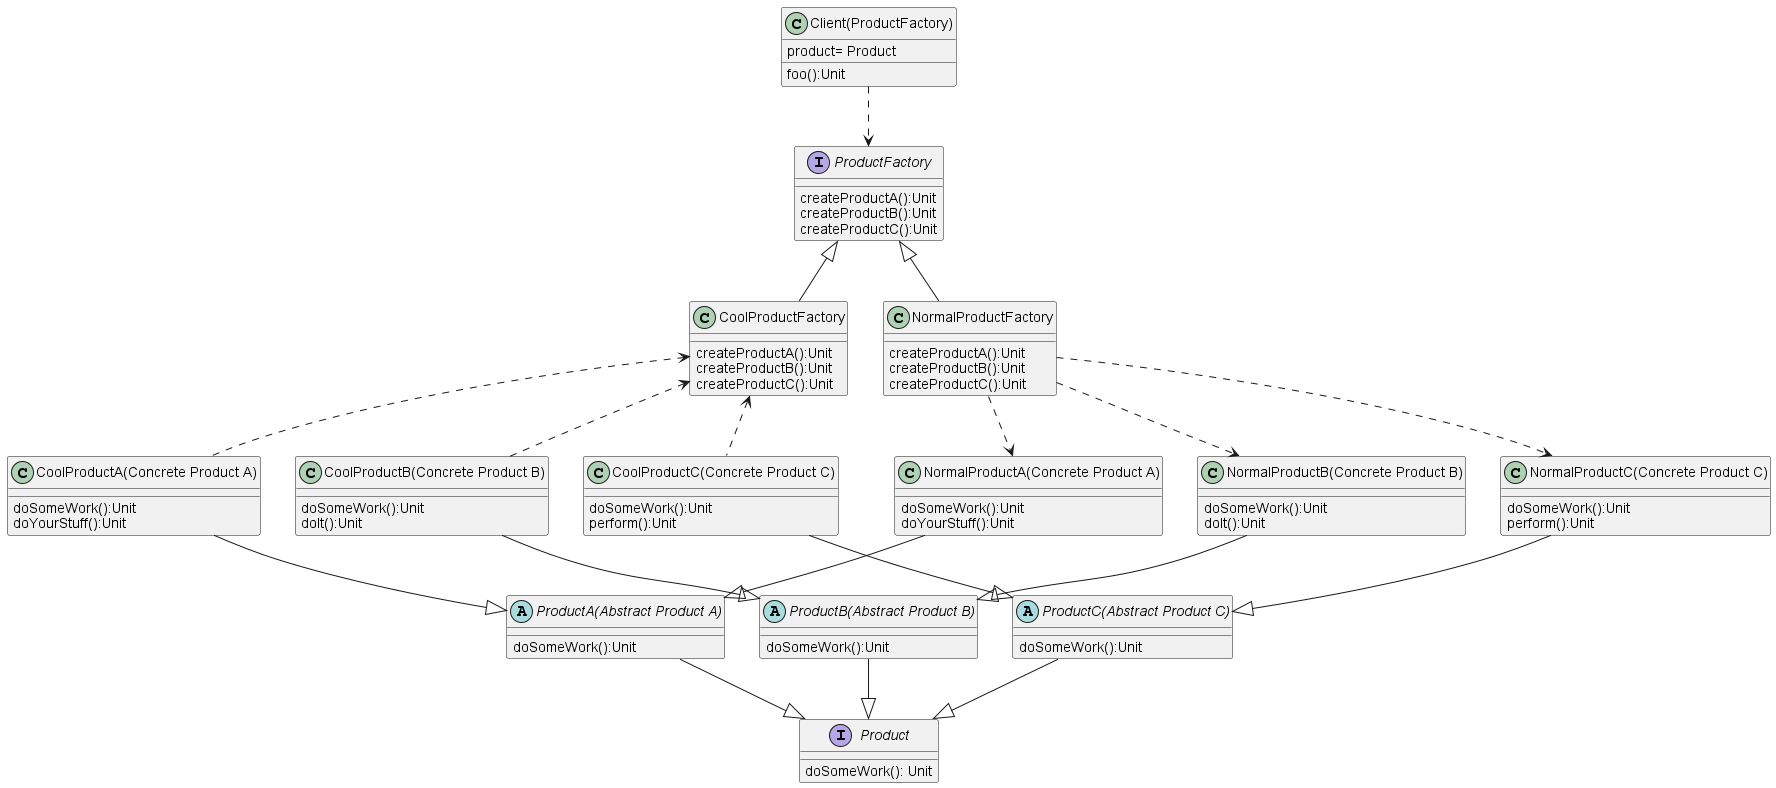 C Client(ProductFactory)
product= Product
foo():Unit
I ProductFactory
createProductA():Unit
createProductB():Unit
createProductC():Unit
C CoolProductFactory
createProductA():Unit
createProductB():Unit
createProductC():Unit
C NormalProductFactory
createProductA():Unit
createProductB():Unit
createProductC():Unit
C CoolProductA(Concrete Product A)
doSomeWork():Unit
doYourStuff():Unit
C CoolProductB(Concrete Product B)
doSomeWork():Unit
doIt():Unit
C CoolProductC(Concrete Product C)
doSomeWork():Unit
perform():Unit
C NormalProductA(Concrete Product A)
doSomeWork():Unit
doYourStuff():Unit
C NormalProductB(Concrete Product B)
doSomeWork():Unit
doIt():Unit
C NormalProductC(Concrete Product C)
doSomeWork():Unit
perform():Unit
A ProductA(Abstract Product A)
doSomeWork():Unit
A ProductB(Abstract Product B)
doSomeWork():Unit
A ProductC(Abstract Product C)
doSomeWork():Unit
I Product
doSomeWork(): Unit